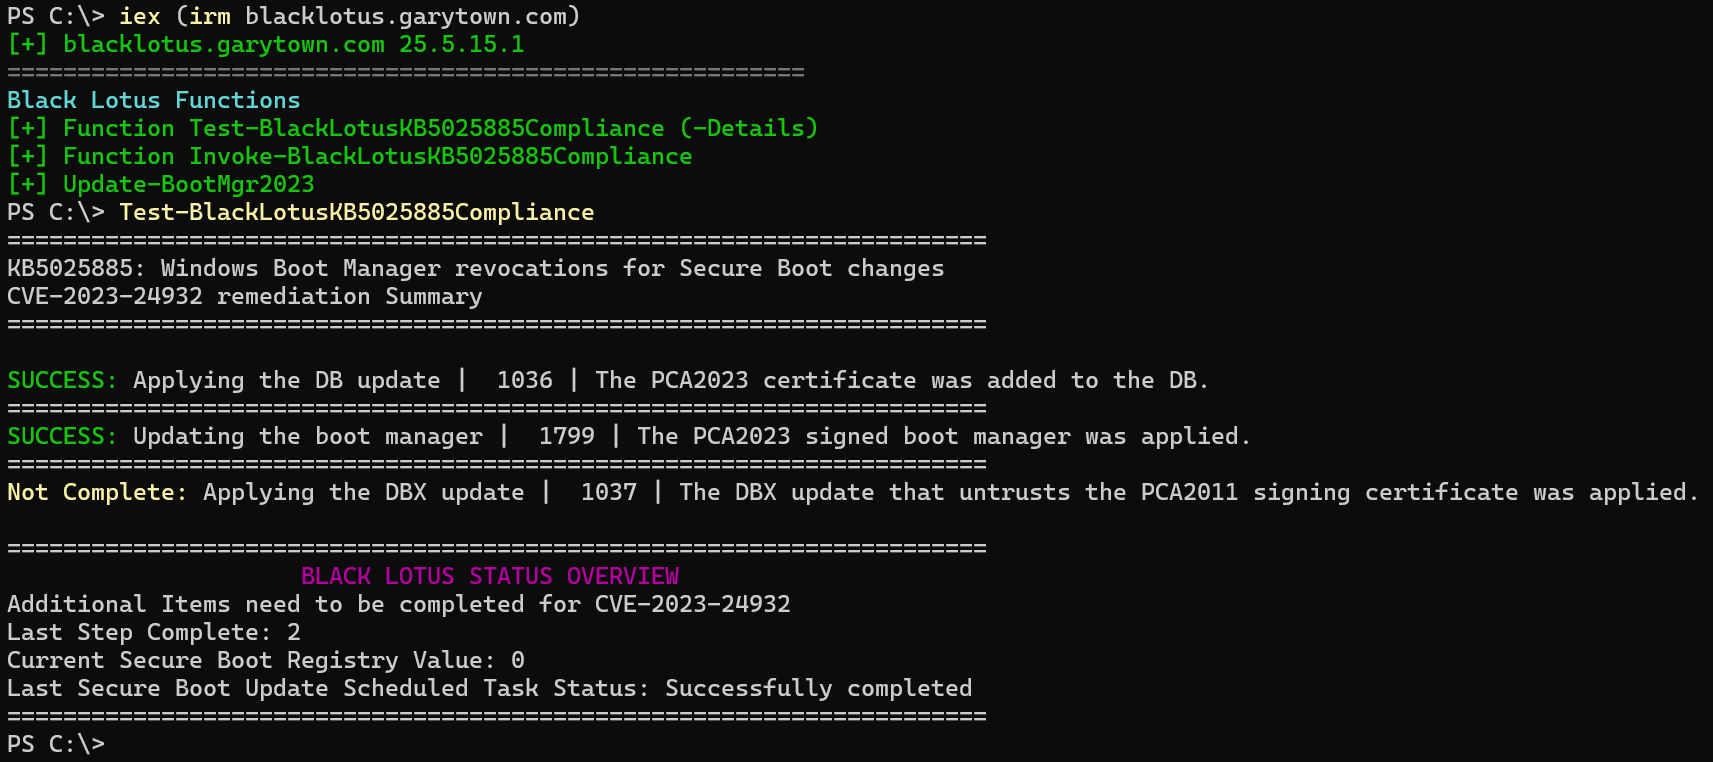 PS C:\> iex (irm blacklotus.garytown.com)
[+] blacklotus.garytown.com 25.5.15.1
=========================================================
Black Lotus Functions
[+] Function Test-BlackLotusKB5025885Compliance (-Details)
[+] Function Invoke-BlackLotusKB5025885Compliance
[+] Update-BootMgr2023
PS C:\> Test-BlackLotusKB5025885Compliance
======================================================================
KB5025885: Windows Boot Manager revocations for Secure Boot changes
CVE-2023-24932 remediation Summary
======================================================================
SUCCESS: Applying the DB update |  1036 | The PCA2023 certificate was added to the DB.
======================================================================
SUCCESS: Updating the boot manager |  1799 | The PCA2023 signed boot manager was applied.
======================================================================
Not Complete: Applying the DBX update |  1037 | The DBX update that untrusts the PCA2011 signing certificate was applied.
======================================================================
BLACK LOTUS STATUS OVERVIEW
Additional Items need to be completed for CVE-2023-24932
Last Step Complete: 2
Current Secure Boot Registry Value: 0
Last Secure Boot Update Scheduled Task Status: Successfully completed
======================================================================
PS C:\>